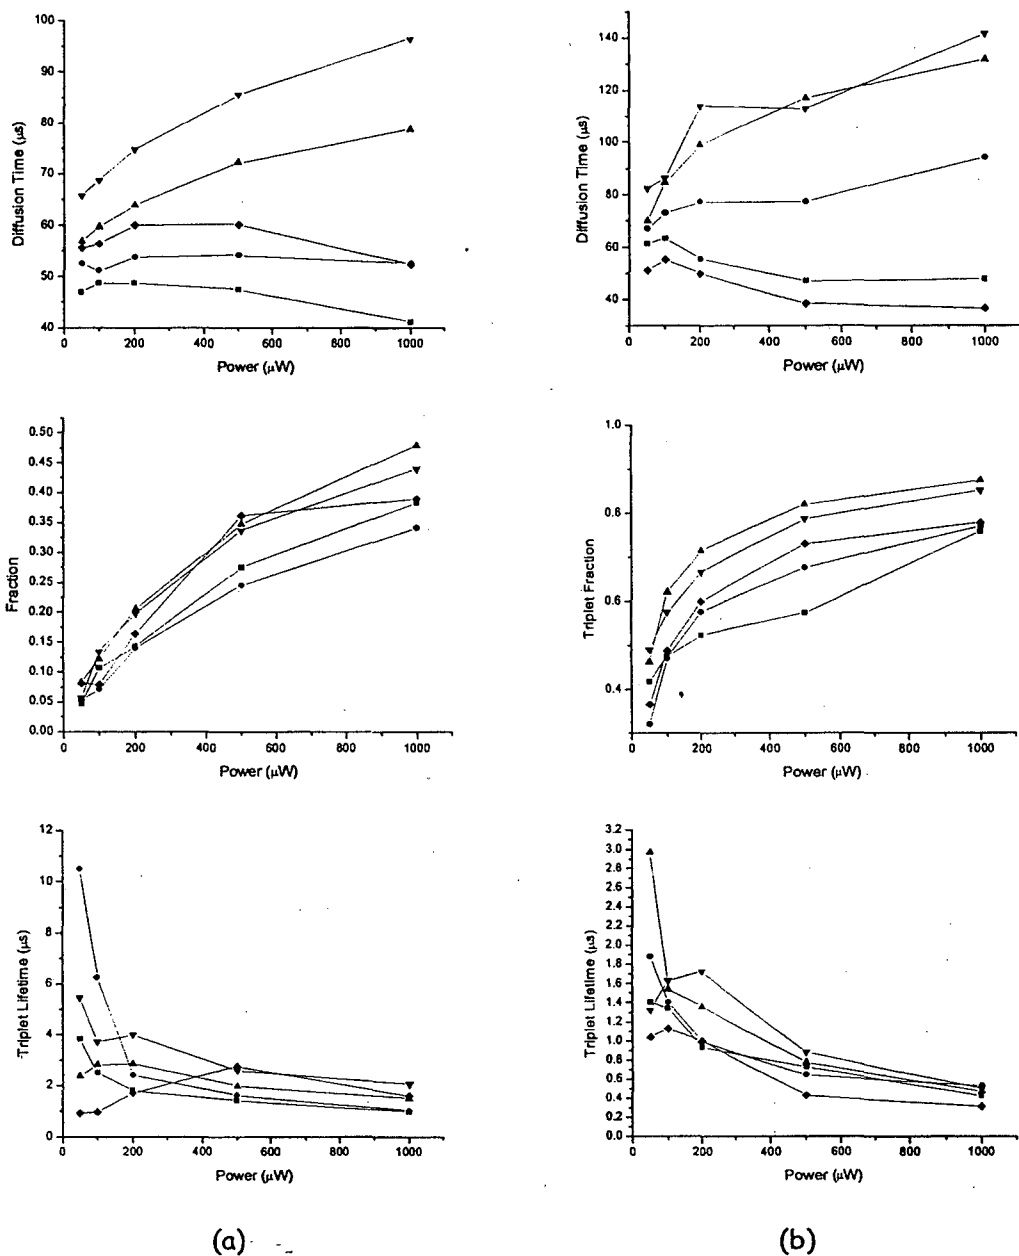 100
90
80
70
60
50
40
Diffusion Time (μs)
0 200 400 600 800 1000
Power (μW)
140
120
100
80
60
40
Diffusion Time (μs)
0 200 400 600 800 1000
Power (μW)
0.50
0.45
0.40
0.35
0.30
0.25
0.20
0.15
0.10
0.05
0.00
Fraction
0 200 400 600 800 1000
Power (μW)
1.0
0.8
0.6
0.4
Triplet Fraction
0 200 400 600 800 1000
Power (μW)
12
10
8
6
4
2
0
Triplet Lifetime (μs)
0 200 400 600 800 1000
Power (μW)
3.2
3.0
2.8
2.6
2.4
2.2
2.0
1.8
1.6
1.4
1.2
1.0
0.8
0.6
0.4
0.2
0.0
Triplet Lifetime (μs)
0 200 400 600 800 1000
Power (μW)
(a)
(b)